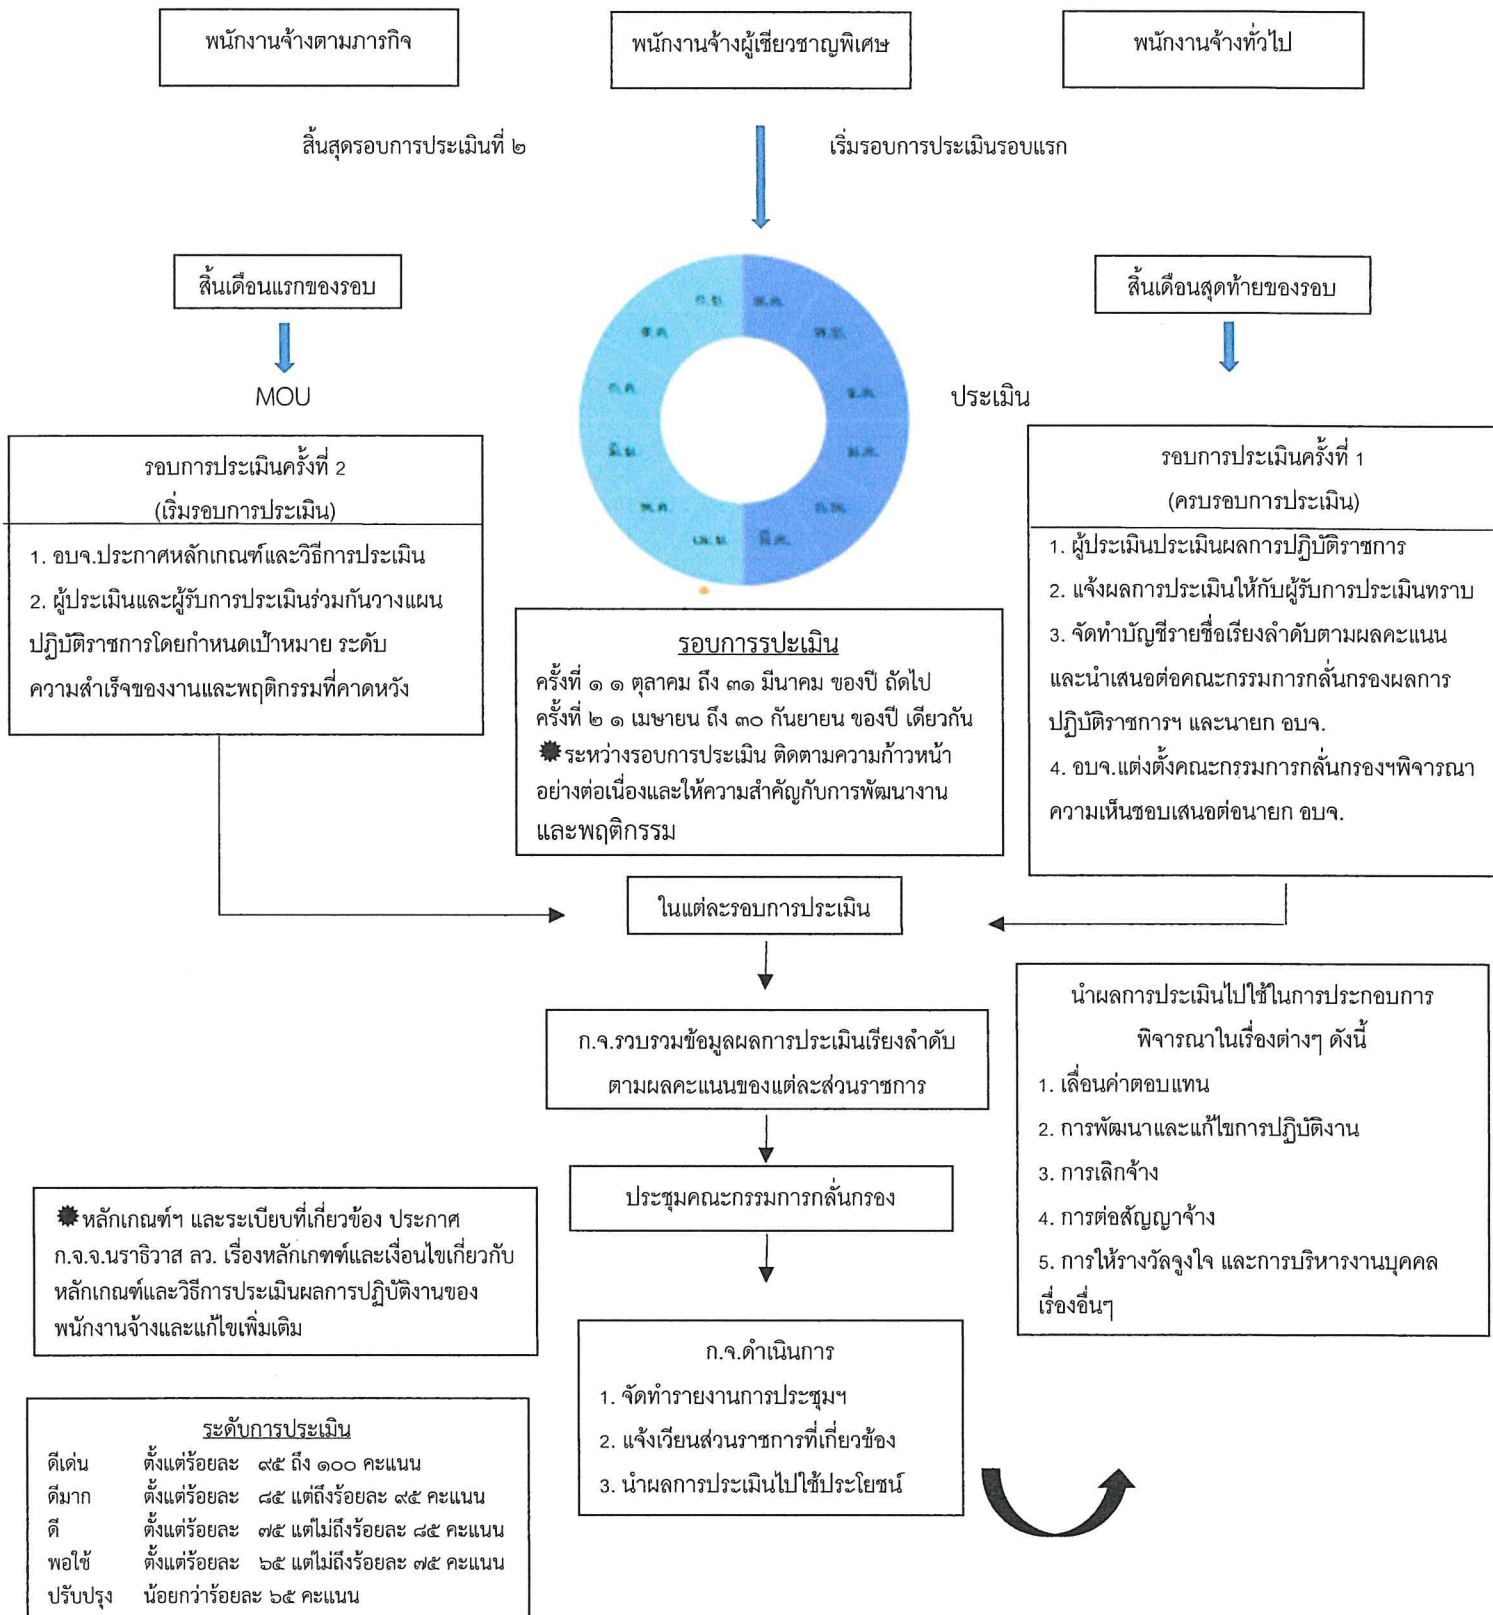 พนักงานจ้างตามภารกิจ
พนักงานจ้างผู้เชียวชาญพิเศษ
พนักงานจ้างทั่วไป
สิ้นสุดรอบการประเมินที่ ๒
เริ่มรอบการประเมินรอบแรก
สิ้นเดือนแรกของรอบ
สิ้นเดือนสุดท้ายของรอบ
MOU
ประเมิน
ก.ย.
ต.ค.
ส.ค.
พ.ย.
ก.ค.
ธ.ค.
มิ.ย.
ม.ค.
พ.ค.
ก.พ.
เม.ย.
มี.ค.
รอบการประเมินครั้งที่ 2
(เริ่มรอบการประเมิน)
1. อบจ.ประกาศหลักเกณฑ์และวิธีการประเมิน
2. ผู้ประเมินและผู้รับการประเมินร่วมกันวางแผน
ปฏิบัติราชการโดยกำหนดเป้าหมาย ระดับ
ความสำเร็จของงานและพฤติกรรมที่คาดหวัง
รอบการรปะเมิน
ครั้งที่ ๑ ๑ ตุลาคม ถึง ๓๑ มีนาคม ของปี ถัดไป
ครั้งที่ ๒ ๑ เมษายน ถึง ๓๐ กันยายน ของปี เดียวกัน
ระหว่างรอบการประเมิน ติดตามความก้าวหน้า
อย่างต่อเนื่องและให้ความสำคัญกับการพัฒนางาน
และพฤติกรรม
รอบการประเมินครั้งที่ 1
(ครบรอบการประเมิน)
1. ผู้ประเมินประเมินผลการปฏิบัติราชการ
2. แจ้งผลการประเมินให้กับผู้รับการประเมินทราบ
3. จัดทำบัญชีรายชื่อเรียงลำดับตามผลคะแนน
และนำเสนอต่อคณะกรรมการกลั่นกรองผลการ
ปฏิบัติราชการฯ และนายก อบจ.
4. อบจ.แต่งตั้งคณะกรรมการกลั่นกรองฯพิจารณา
ความเห็นชอบเสนอต่อนายก อบจ.
ในแต่ละรอบการประเมิน
ก.จ.รวบรวมข้อมูลผลการประเมินเรียงลำดับ
ตามผลคะแนนของแต่ละส่วนราชการ
ประชุมคณะกรรมการกลั่นกรอง
นำผลการประเมินไปใช้ในการประกอบการ
พิจารณาในเรื่องต่างๆ ดังนี้
1. เลื่อนค่าตอบแทน
2. การพัฒนาและแก้ไขการปฏิบัติงาน
3. การเลิกจ้าง
4. การต่อสัญญาจ้าง
5. การให้รางวัลจูงใจ และการบริหารงานบุคคล
เรื่องอื่นๆ
หลักเกณฑ์ฯ และระเบียบที่เกี่ยวข้อง ประกาศ
ก.จ.จ.นราธิวาส ลว. เรื่องหลักเกฑท์และเงื่อนไขเกี่ยวกับ
หลักเกณฑ์และวิธีการประเมินผลการปฏิบัติงานของ
พนักงานจ้างและแก้ไขเพิ่มเติม
ก.จ.ดำเนินการ
1. จัดทำรายงานการประชุมฯ
2. แจ้งเวียนส่วนราชการที่เกี่ยวข้อง
3. นำผลการประเมินไปใช้ประโยชน์
ระดับการประเมิน
ดีเด่น ตั้งแต่ร้อยละ ๙๕ ถึง ๑๐๐ คะแนน
ดีมาก ตั้งแต่ร้อยละ ๘๕ แต่ถึงร้อยละ ๙๕ คะแนน
ดี ตั้งแต่ร้อยละ ๗๕ แต่ไม่ถึงร้อยละ ๘๕ คะแนน
พอใช้ ตั้งแต่ร้อยละ ๖๕ แต่ไม่ถึงร้อยละ ๗๕ คะแนน
ปรับปรุง น้อยกว่าร้อยละ ๖๕ คะแนน